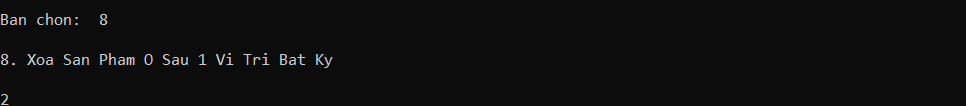 Ban chon:  8
8. Xoa San Pham O Sau 1 Vi Tri Bat Ky
2